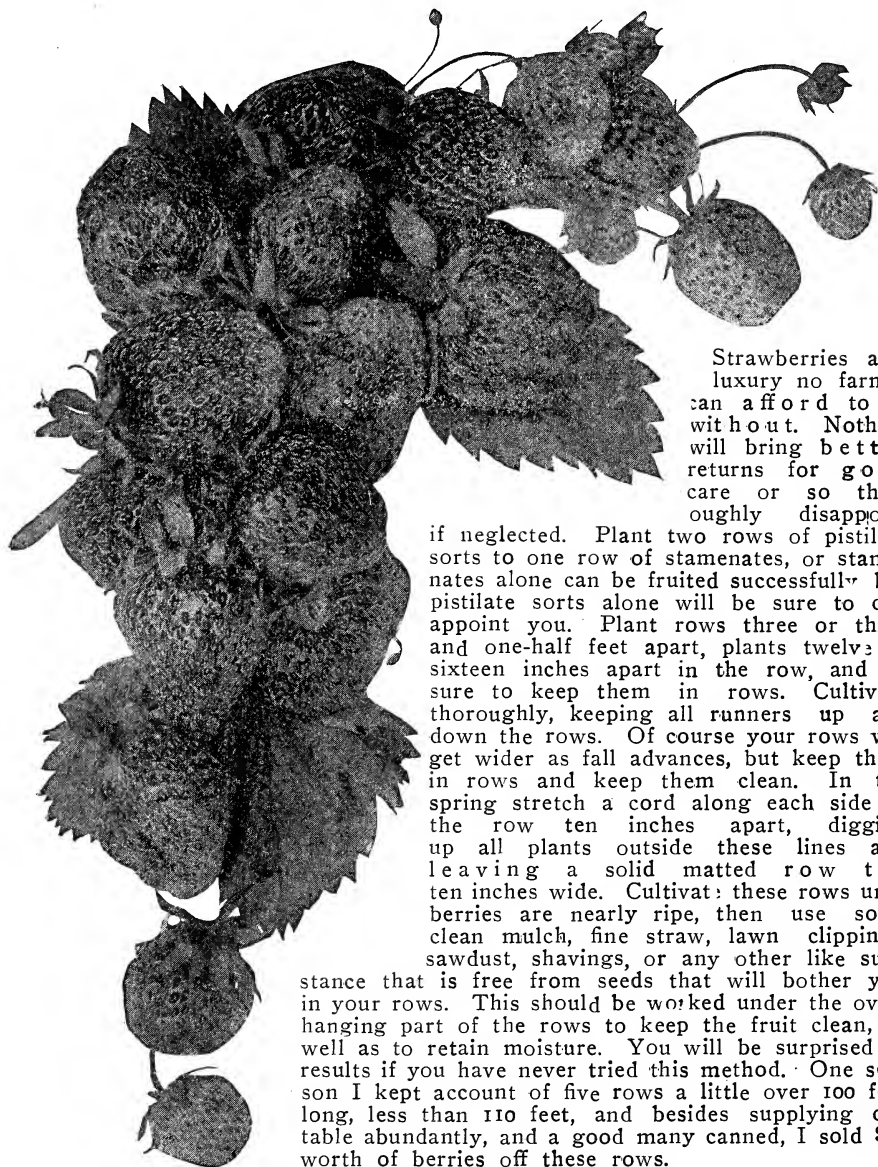 Strawberries a
luxury no farn
can afford to
without. Noth
will bring bett
returns for go
care or so th
oughly disappo
if neglected. Plant two rows of pistil
sorts to one row of stamenates, or stan
nates alone can be fruited successfully
pistilate sorts alone will be sure to
appoint you. Plant rows three or th
and one-half feet apart, plants twelve
sixteen inches apart in the row, and
sure to keep them in rows. Cultiv
thoroughly, keeping all runners up a
down the rows. Of course your rows
get wider as fall advances, but keep th
in rows and keep them clean. In t
spring stretch a cord along each side
the row ten inches apart, diggi
up all plants outside these lines a
leaving a solid matted row t
ten inches wide. Cultivate these rows un
berries are nearly ripe, then use so
clean mulch, fine straw, lawn clippin
sawdust, shavings, or any other like su
stance that is free from seeds that will bother y
in your rows. This should be worked under the ov
hanging part of the rows to keep the fruit clean,
well as to retain moisture. You will be surprised
results if you have never tried this method. One se
son I kept account of five rows a little over 100 f
long, less than 110 feet, and besides supplying o
table abundantly, and a good many canned, I sold
worth of berries off these rows.